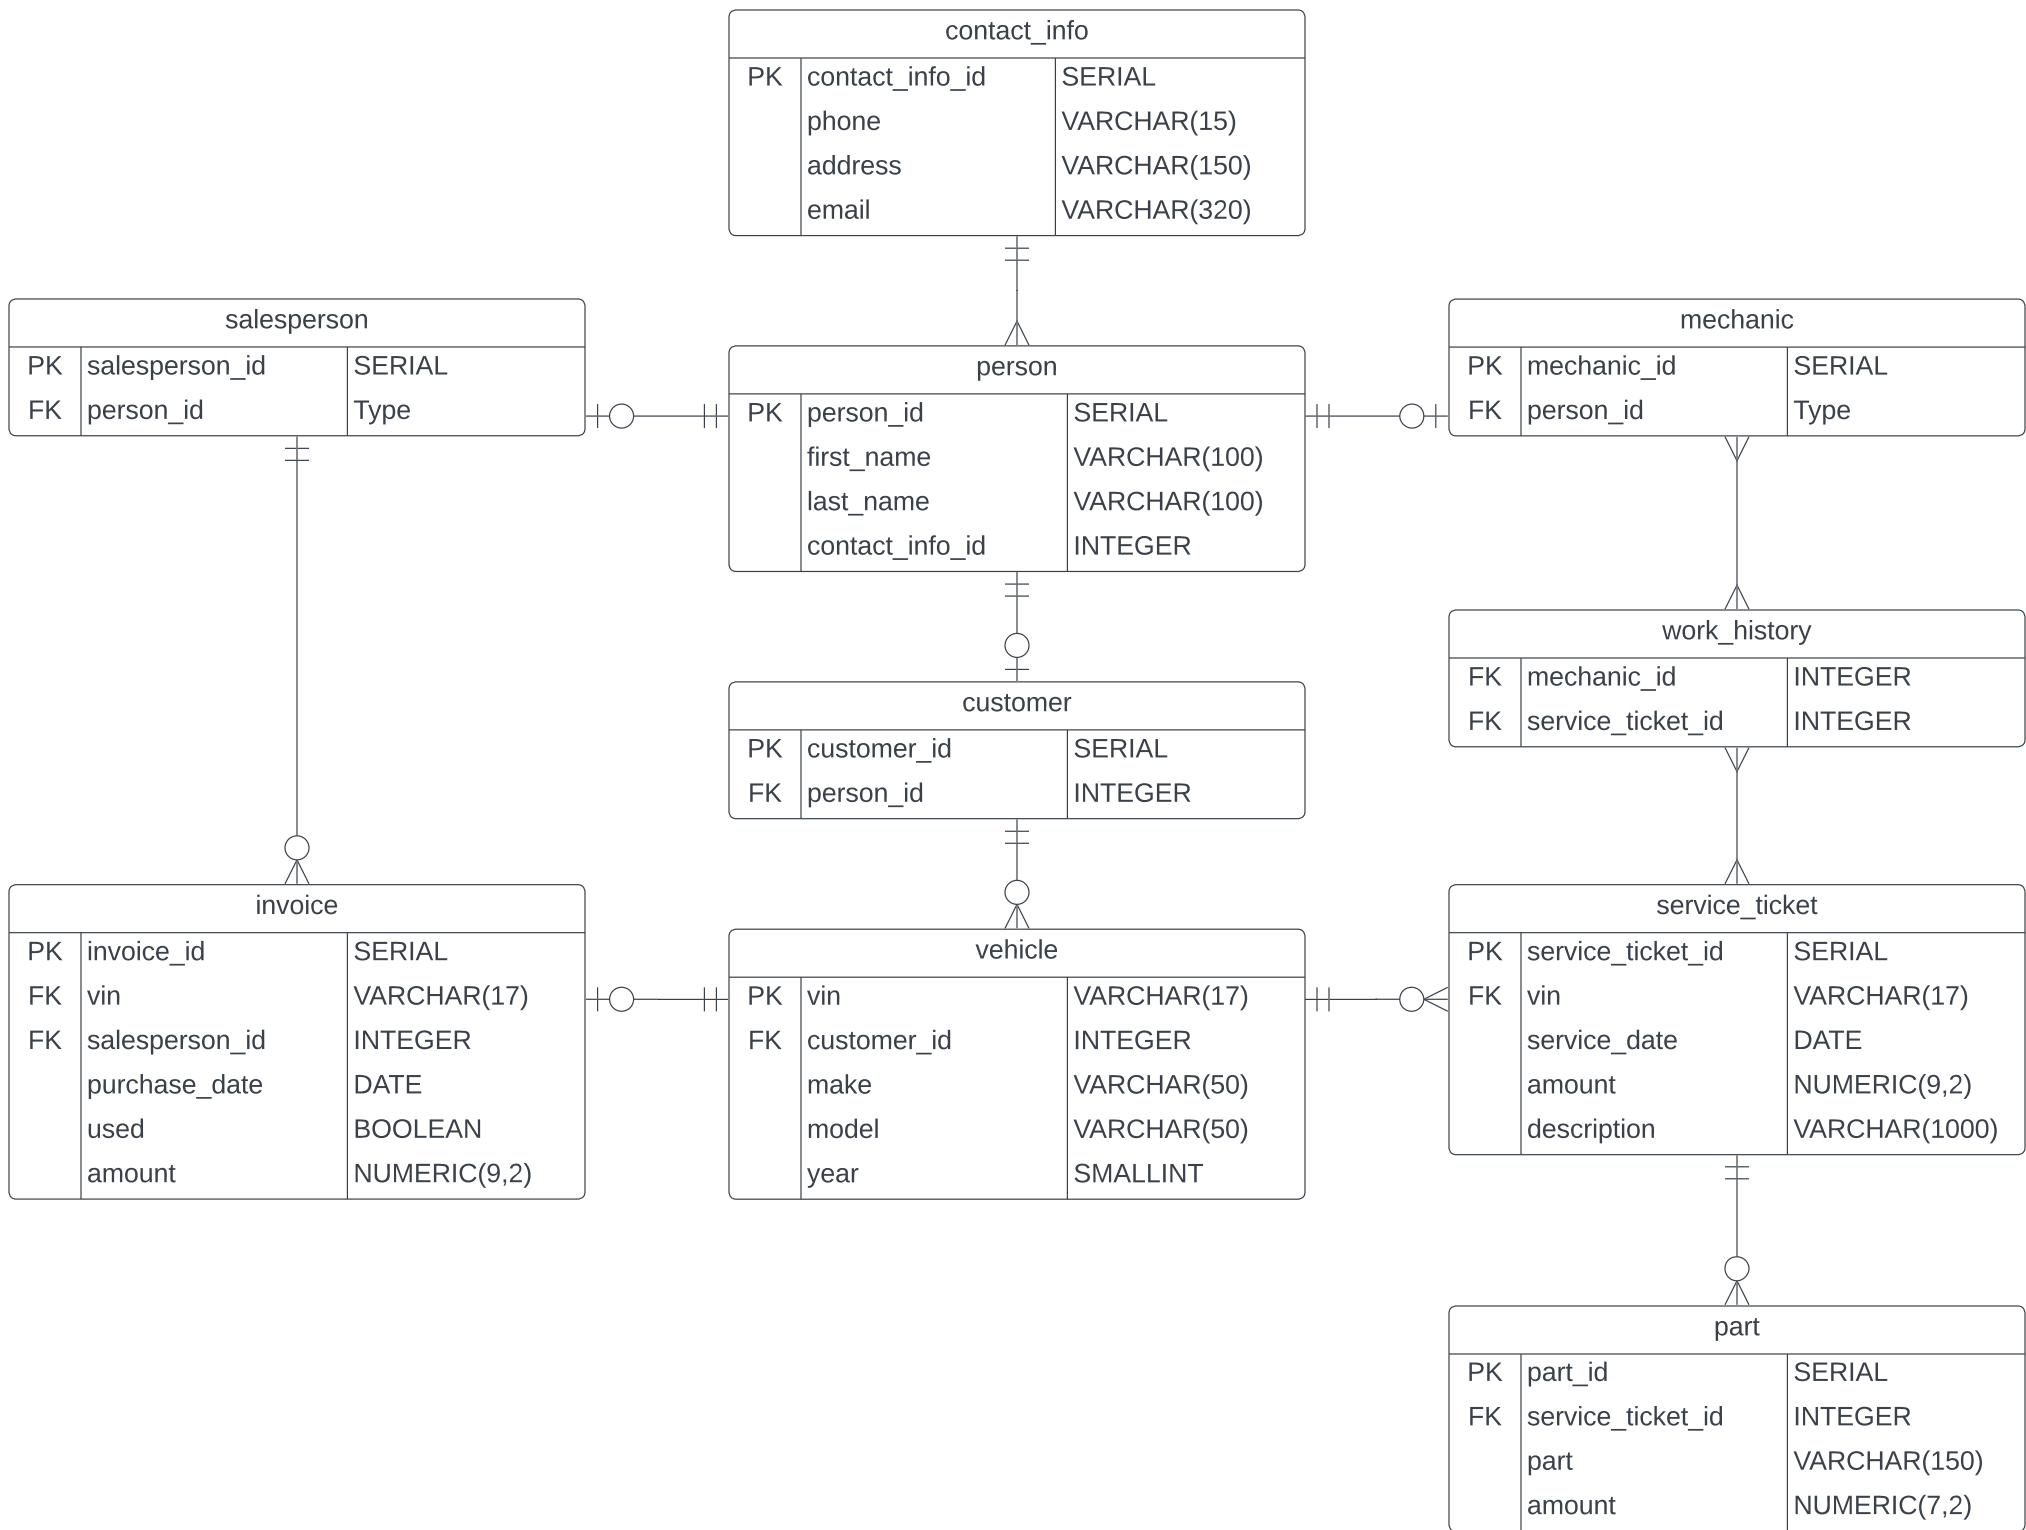 contact_info
PK contact_info_id SERIAL
phone VARCHAR(15)
address VARCHAR(150)
email VARCHAR(320)
salesperson
PK salesperson_id SERIAL
FK person_id Type
person
PK person_id SERIAL
first_name VARCHAR(100)
last_name VARCHAR(100)
contact_info_id INTEGER
mechanic
PK mechanic_id SERIAL
FK person_id Type
work_history
FK mechanic_id INTEGER
FK service_ticket_id INTEGER
customer
PK customer_id SERIAL
FK person_id INTEGER
invoice
PK invoice_id SERIAL
FK vin VARCHAR(17)
FK salesperson_id INTEGER
purchase_date DATE
used BOOLEAN
amount NUMERIC(9,2)
vehicle
PK vin VARCHAR(17)
FK customer_id INTEGER
make VARCHAR(50)
model VARCHAR(50)
year SMALLINT
service_ticket
PK service_ticket_id SERIAL
FK vin VARCHAR(17)
service_date DATE
amount NUMERIC(9,2)
description VARCHAR(1000)
part
PK part_id SERIAL
FK service_ticket_id INTEGER
part VARCHAR(150)
amount NUMERIC(7,2)